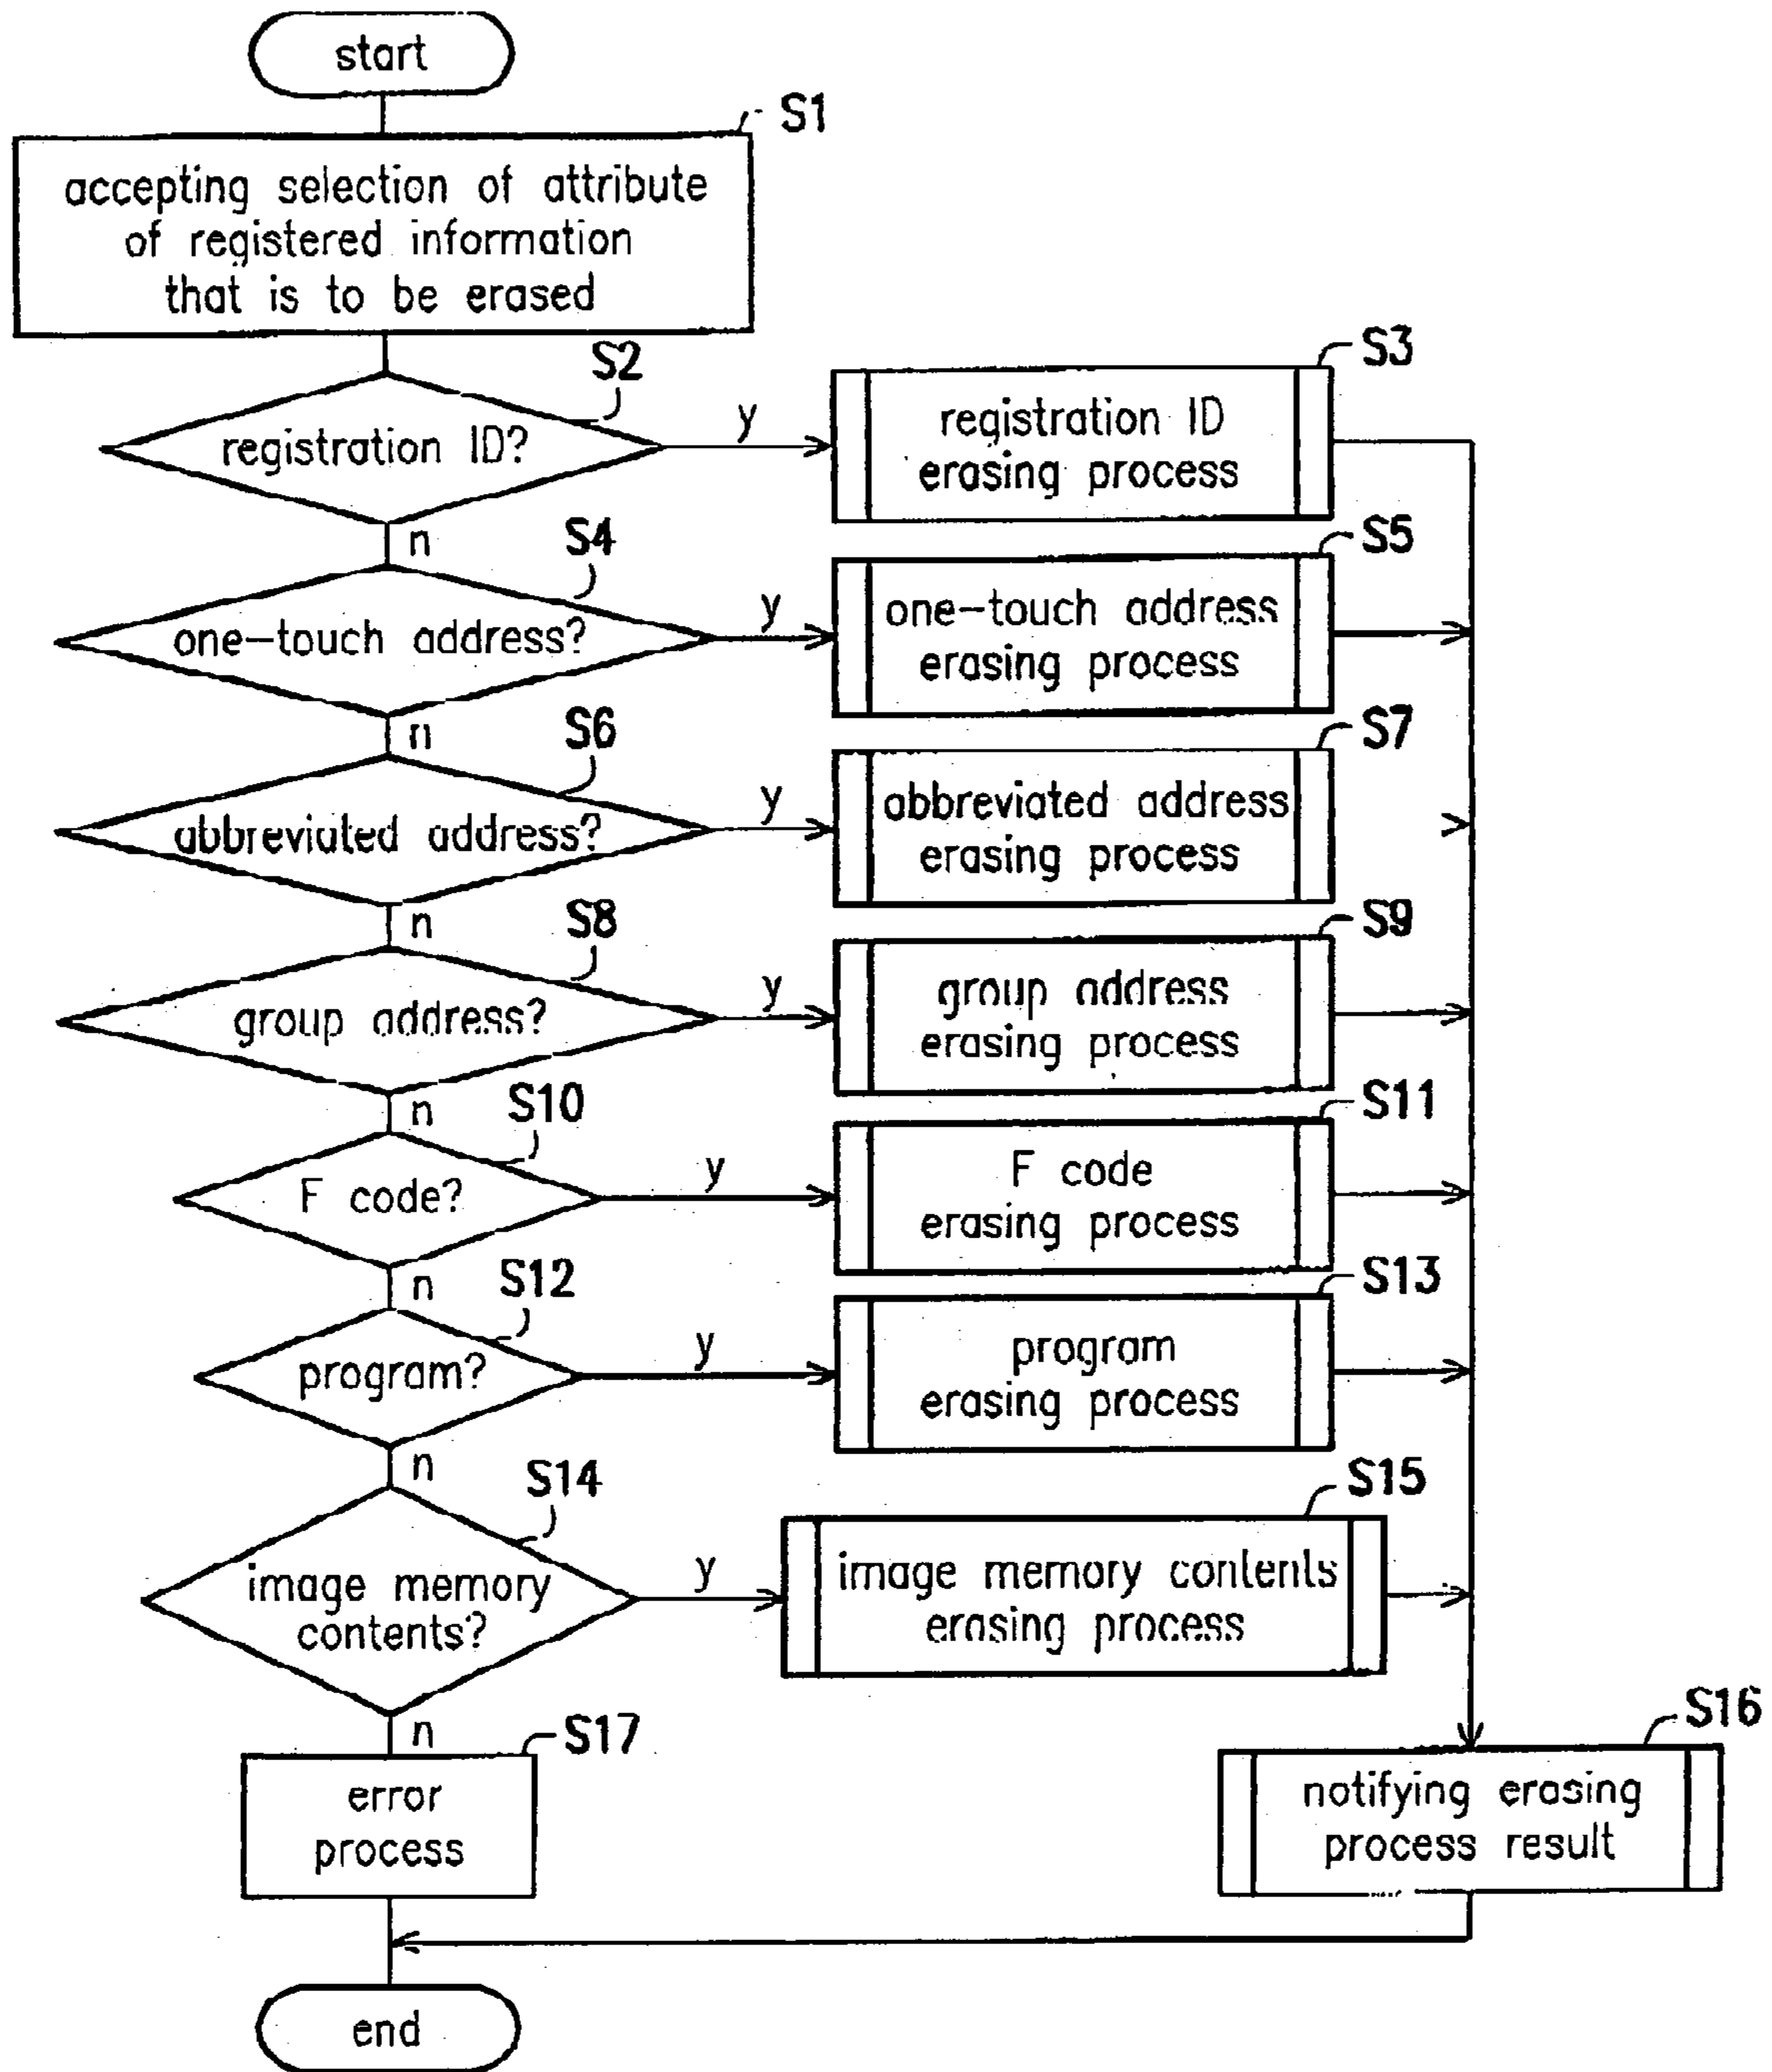 start
S1
accepting selection of attribute
of registered information
that is to be erased
S2
registration ID?
y
n
S3
registration ID
erasing process
S4
one-touch address?
y
n
S5
one-touch address
erasing process
S6
abbreviated address?
y
n
S7
abbreviated address
erasing process
S8
group address?
y
n
S9
group address
erasing process
S10
F code?
y
n
S11
F code
erasing process
S12
program?
y
n
S13
program
erasing process
S14
image memory
contents?
y
n
S15
image memory contents
erasing process
S17
error
process
S16
notifying erasing
process result
end